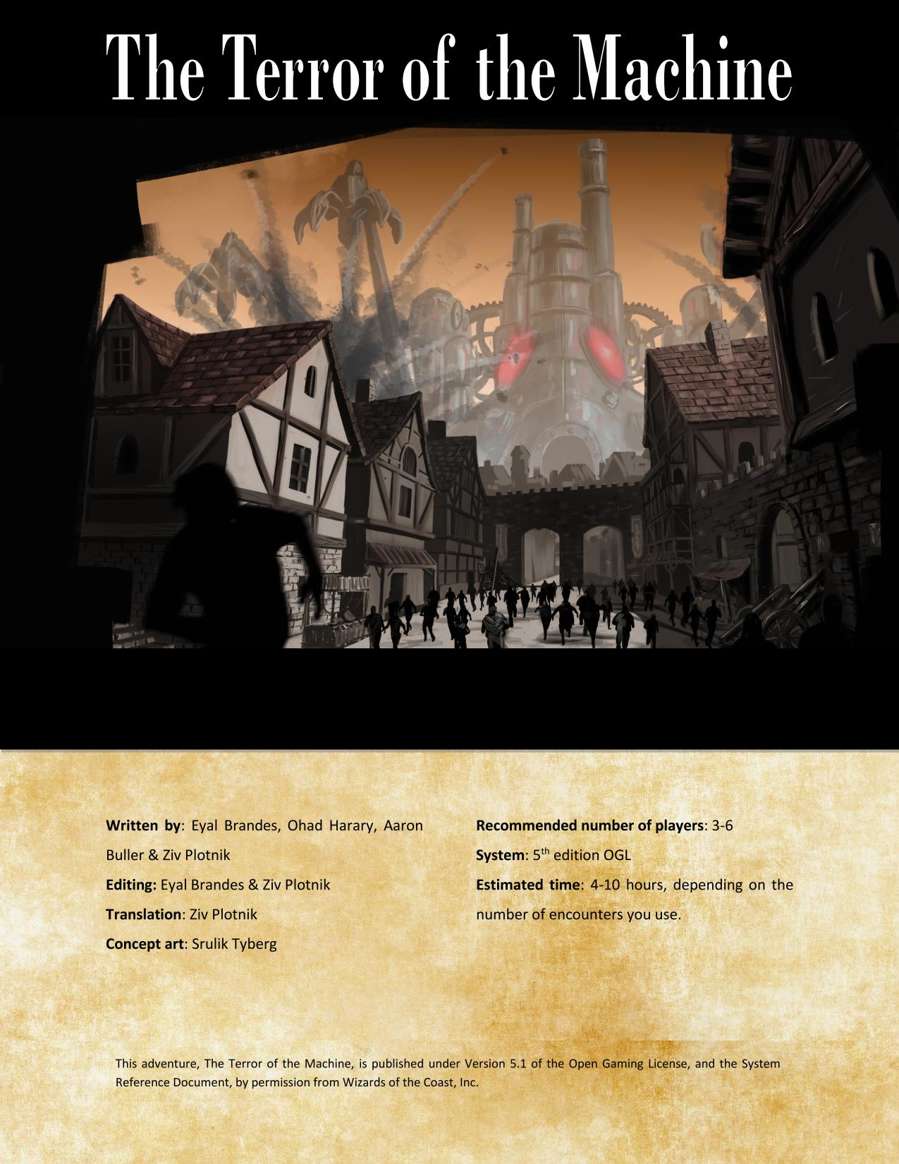 The Terror of the Machine
Written by: Eyal Brandes, Ohad Harary, Aaron
Buller & Ziv Plotnik
Editing: Eyal Brandes & Ziv Plotnik
Translation: Ziv Plotnik
Concept art: Srulik Tyberg
Recommended number of players: 3-6
System: 5th edition OGL
Estimated time: 4-10 hours, depending on the
number of encounters you use.
This adventure, The Terror of the Machine, is published under Version 5.1 of the Open Gaming License, and the System
Reference Document, by permission from Wizards of the Coast, Inc.